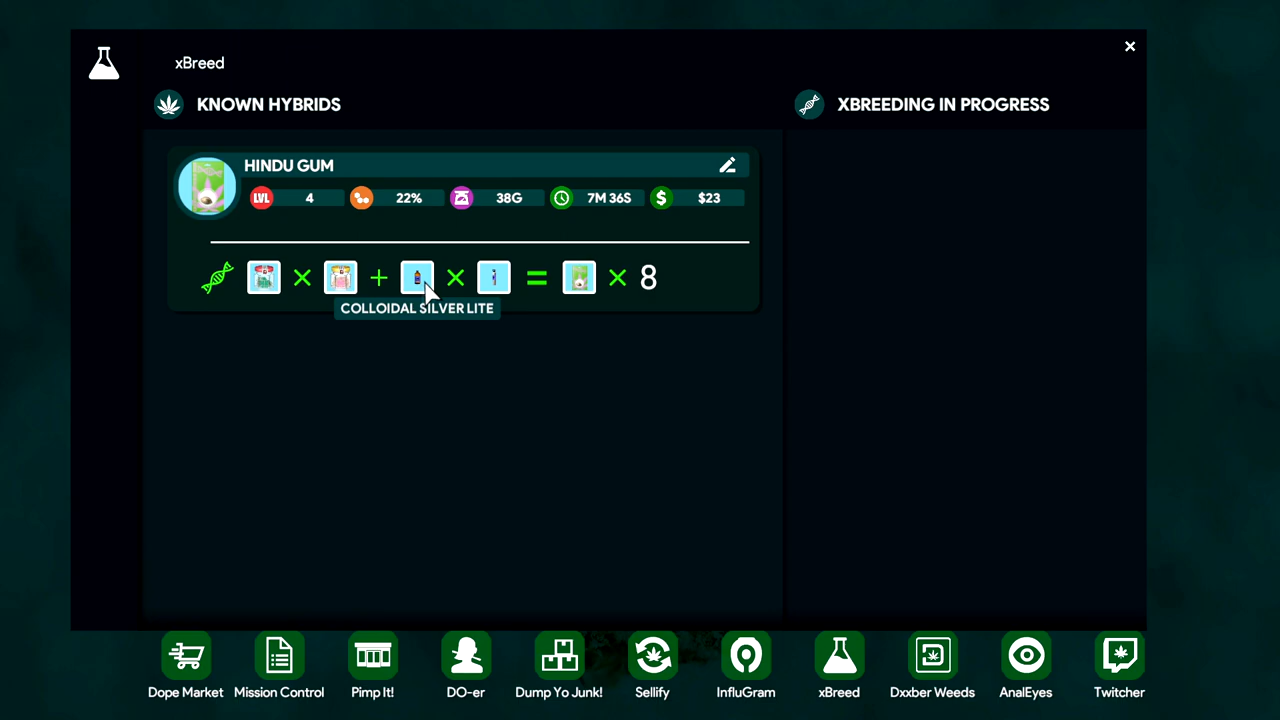 xBreed
KNOWN HYBRIDS
XBREEDING IN PROGRESS
HINDU GUM
LVL 4 22% 38G 7M 36S $ $23
8
COLLOIDAL SILVER LITE
Dope Market Mission Control Pimp It! DO-er Dump Yo Junk! Sellify InfluGram xBreed Dxxber Weeds AnalEyes Twitcher